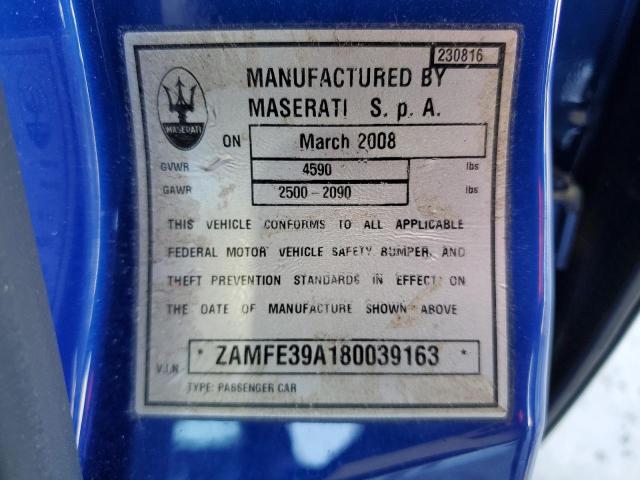 230816
MANUFACTURED BY
MASERATI S. p. A.
MASERATI
ON March 2008
GVWR 4590 lbs
GAWR 2500-2090 lbs
THIS VEHICLE CONFORMS TO ALL APPLICABLE
FEDERAL MOTOR VEHICLE SAFETY BUMPER, AND
THEFT PREVENTION STANDARDS IN EFFECT ON
THE DATE OF MANUFACTURE SHOWN ABOVE
V.I.N. * ZAMFE39A180039163 *
TYPE: PASSENGER CAR